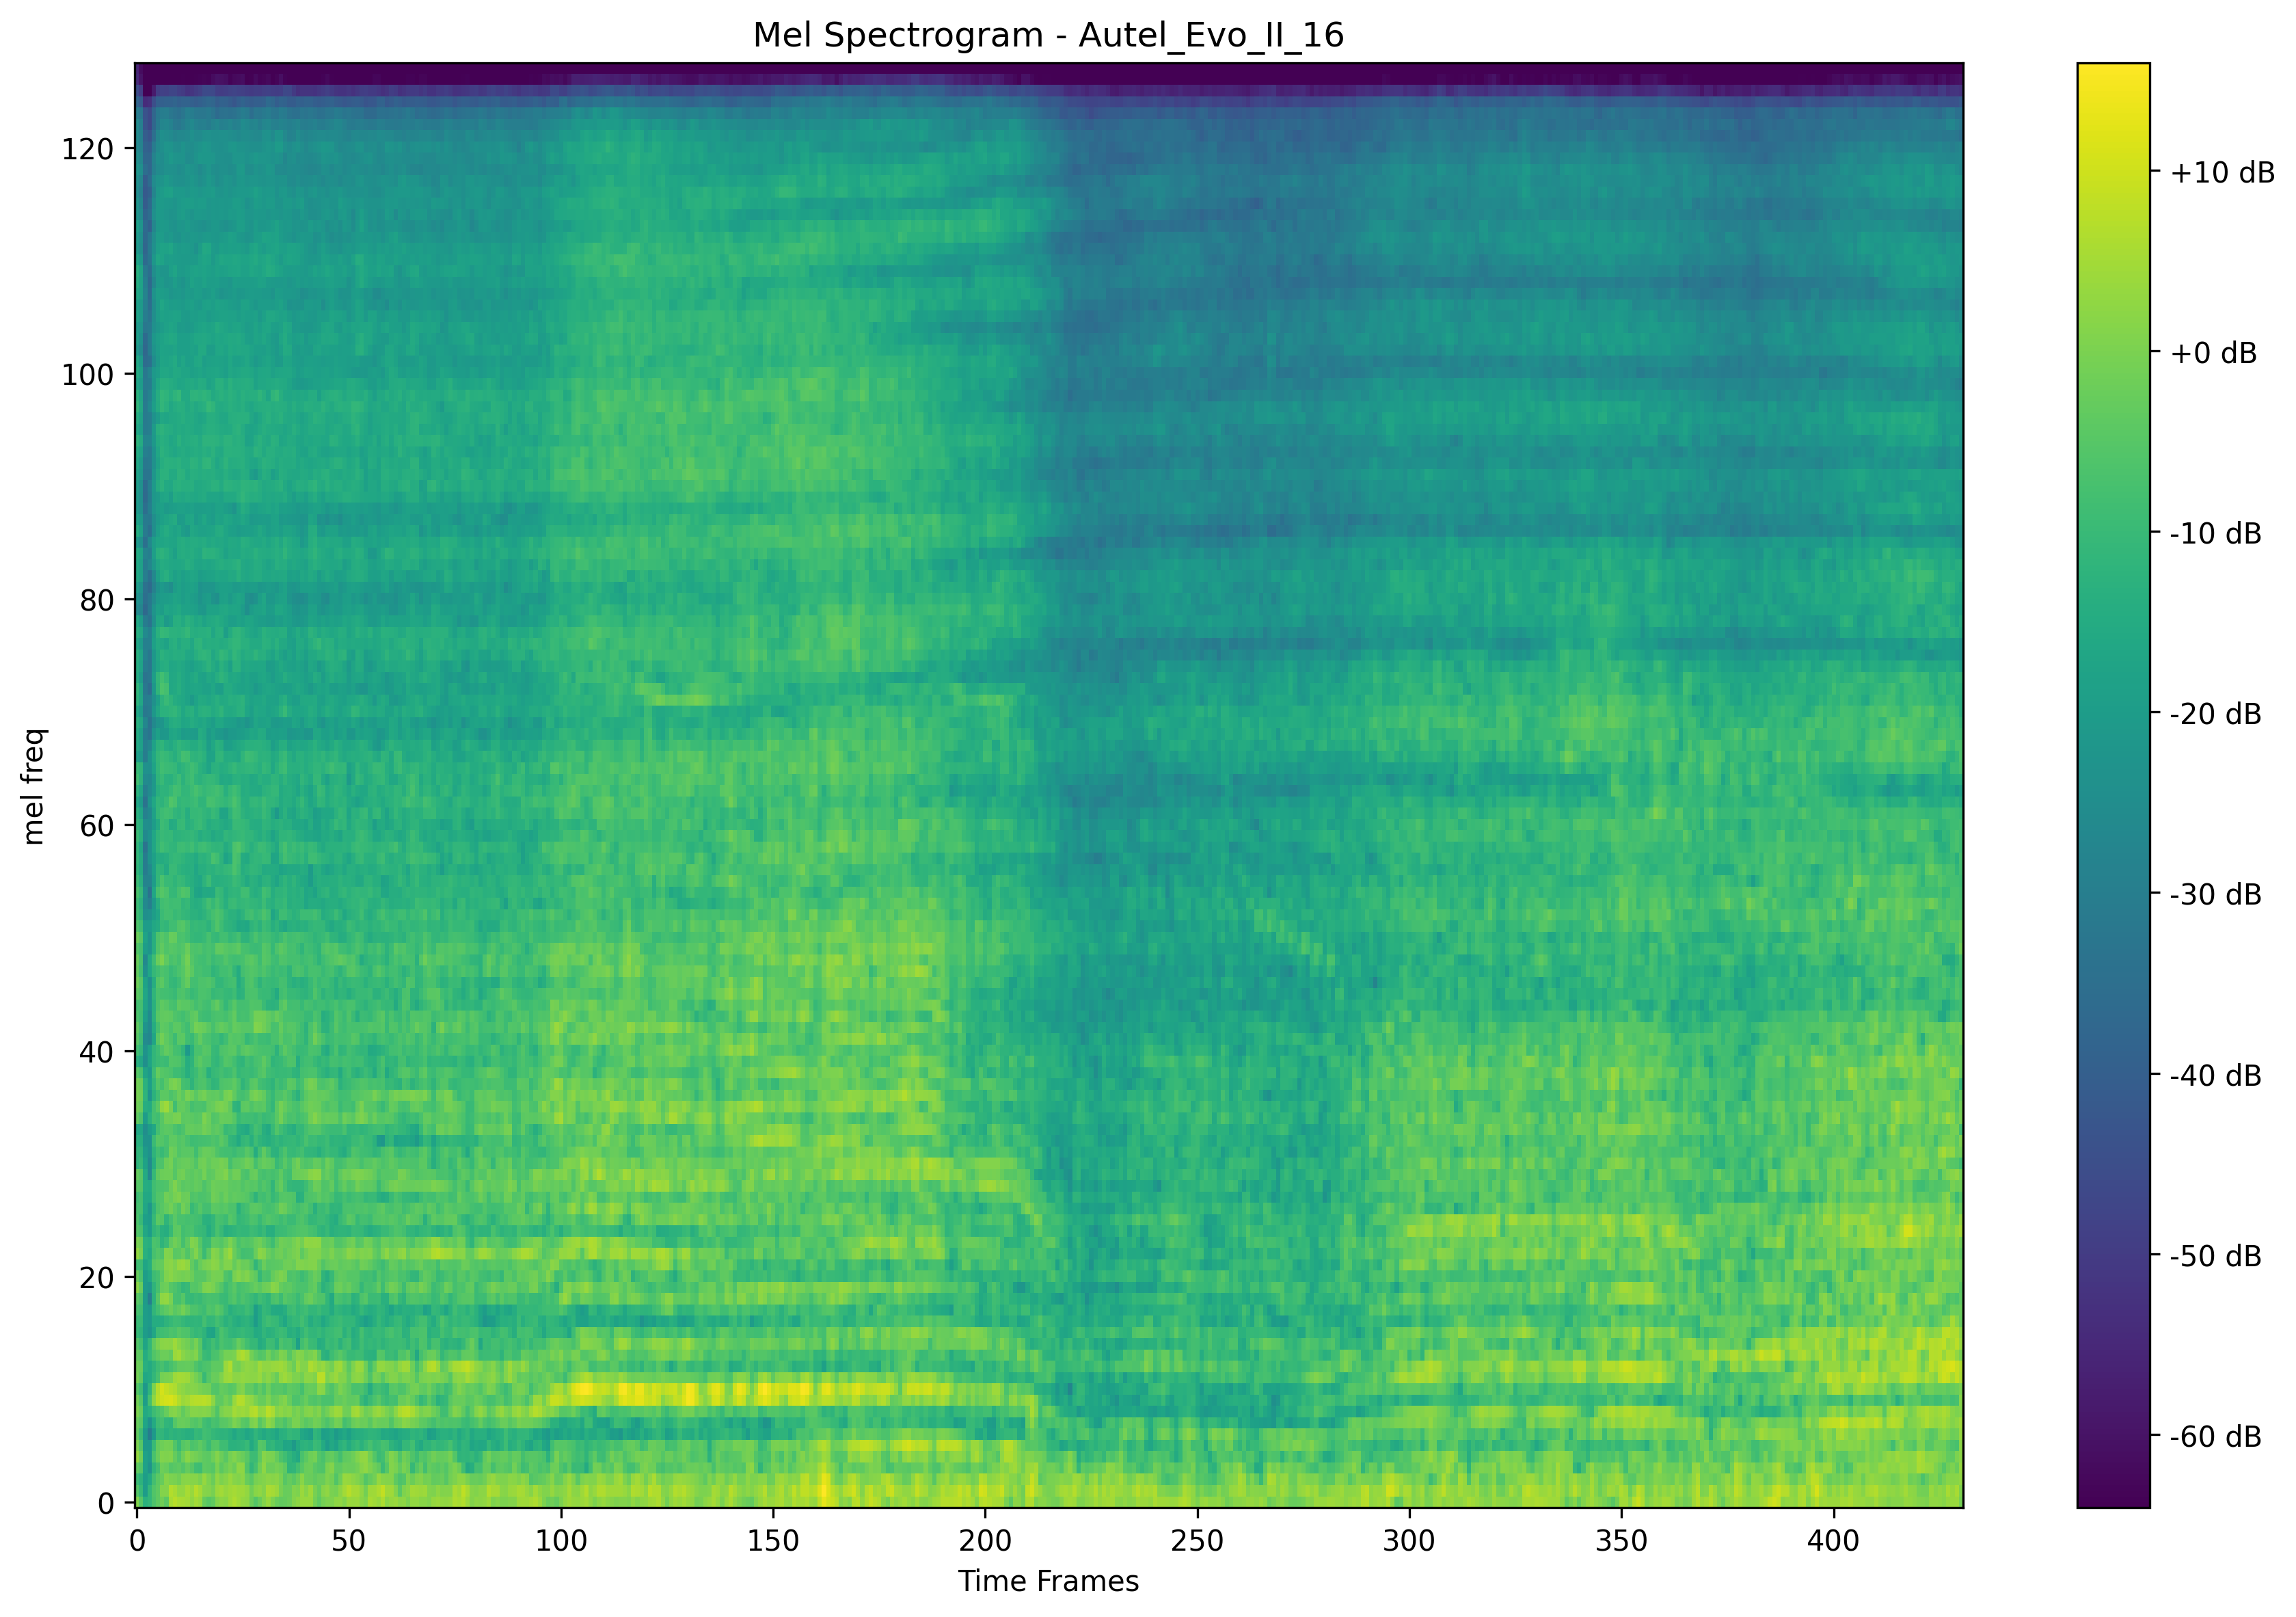 Mel Spectrogram - Autel_Evo_II_16
120
100
80
60
40
20
0
mel freq
0 50 100 150 200 250 300 350 400
Time Frames
+10 dB
+0 dB
-10 dB
-20 dB
-30 dB
-40 dB
-50 dB
-60 dB